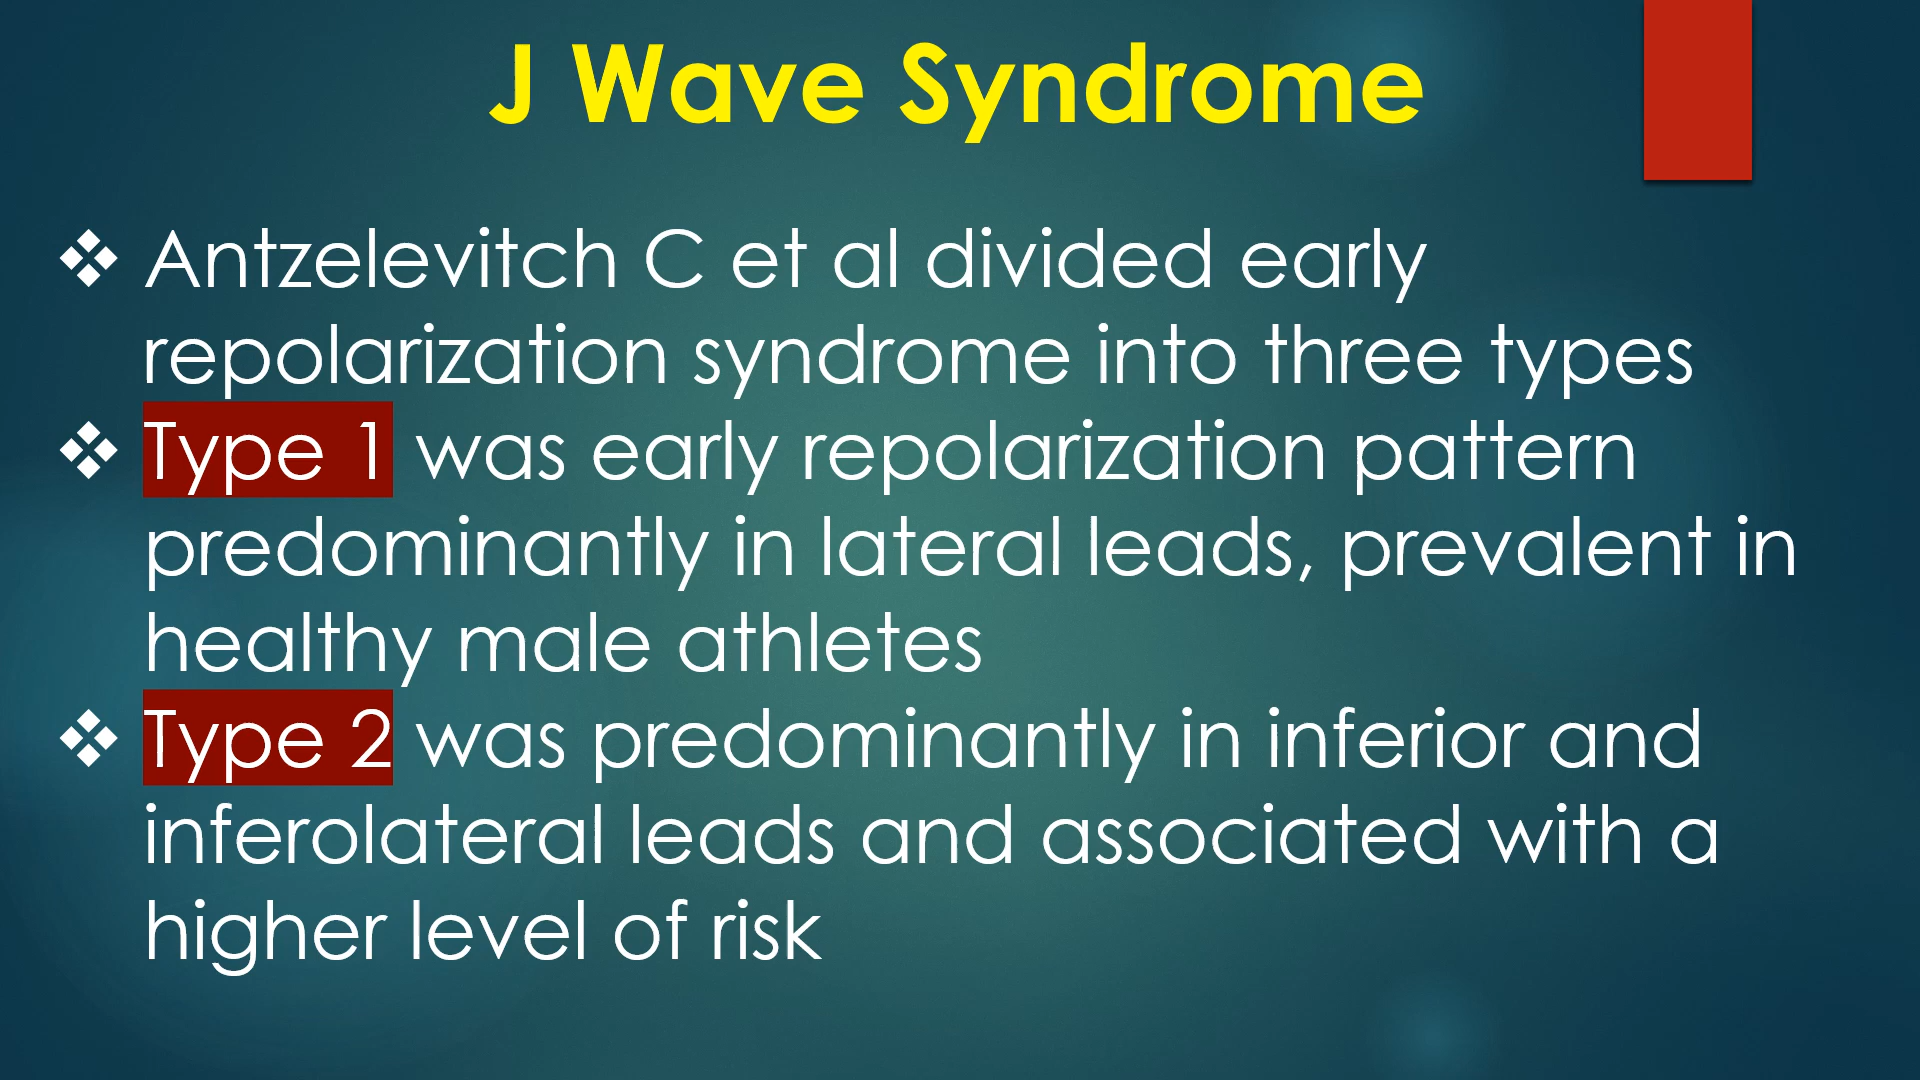 J Wave Syndrome
❖ Antzelevitch C et al divided early
repolarization syndrome into three types
❖ Type 1 was early repolarization pattern
predominantly in lateral leads, prevalent in
healthy male athletes
❖ Type 2 was predominantly in inferior and
inferolateral leads and associated with a
higher level of risk